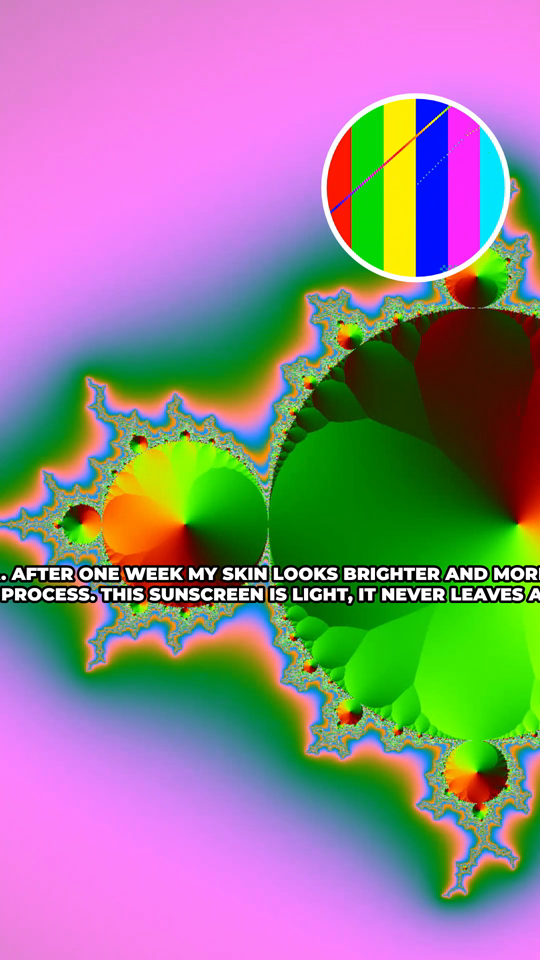 . AFTER ONE WEEK MY SKIN LOOKS BRIGHTER AND MORE
PROCESS. THIS SUNSCREEN IS LIGHT, IT NEVER LEAVES A